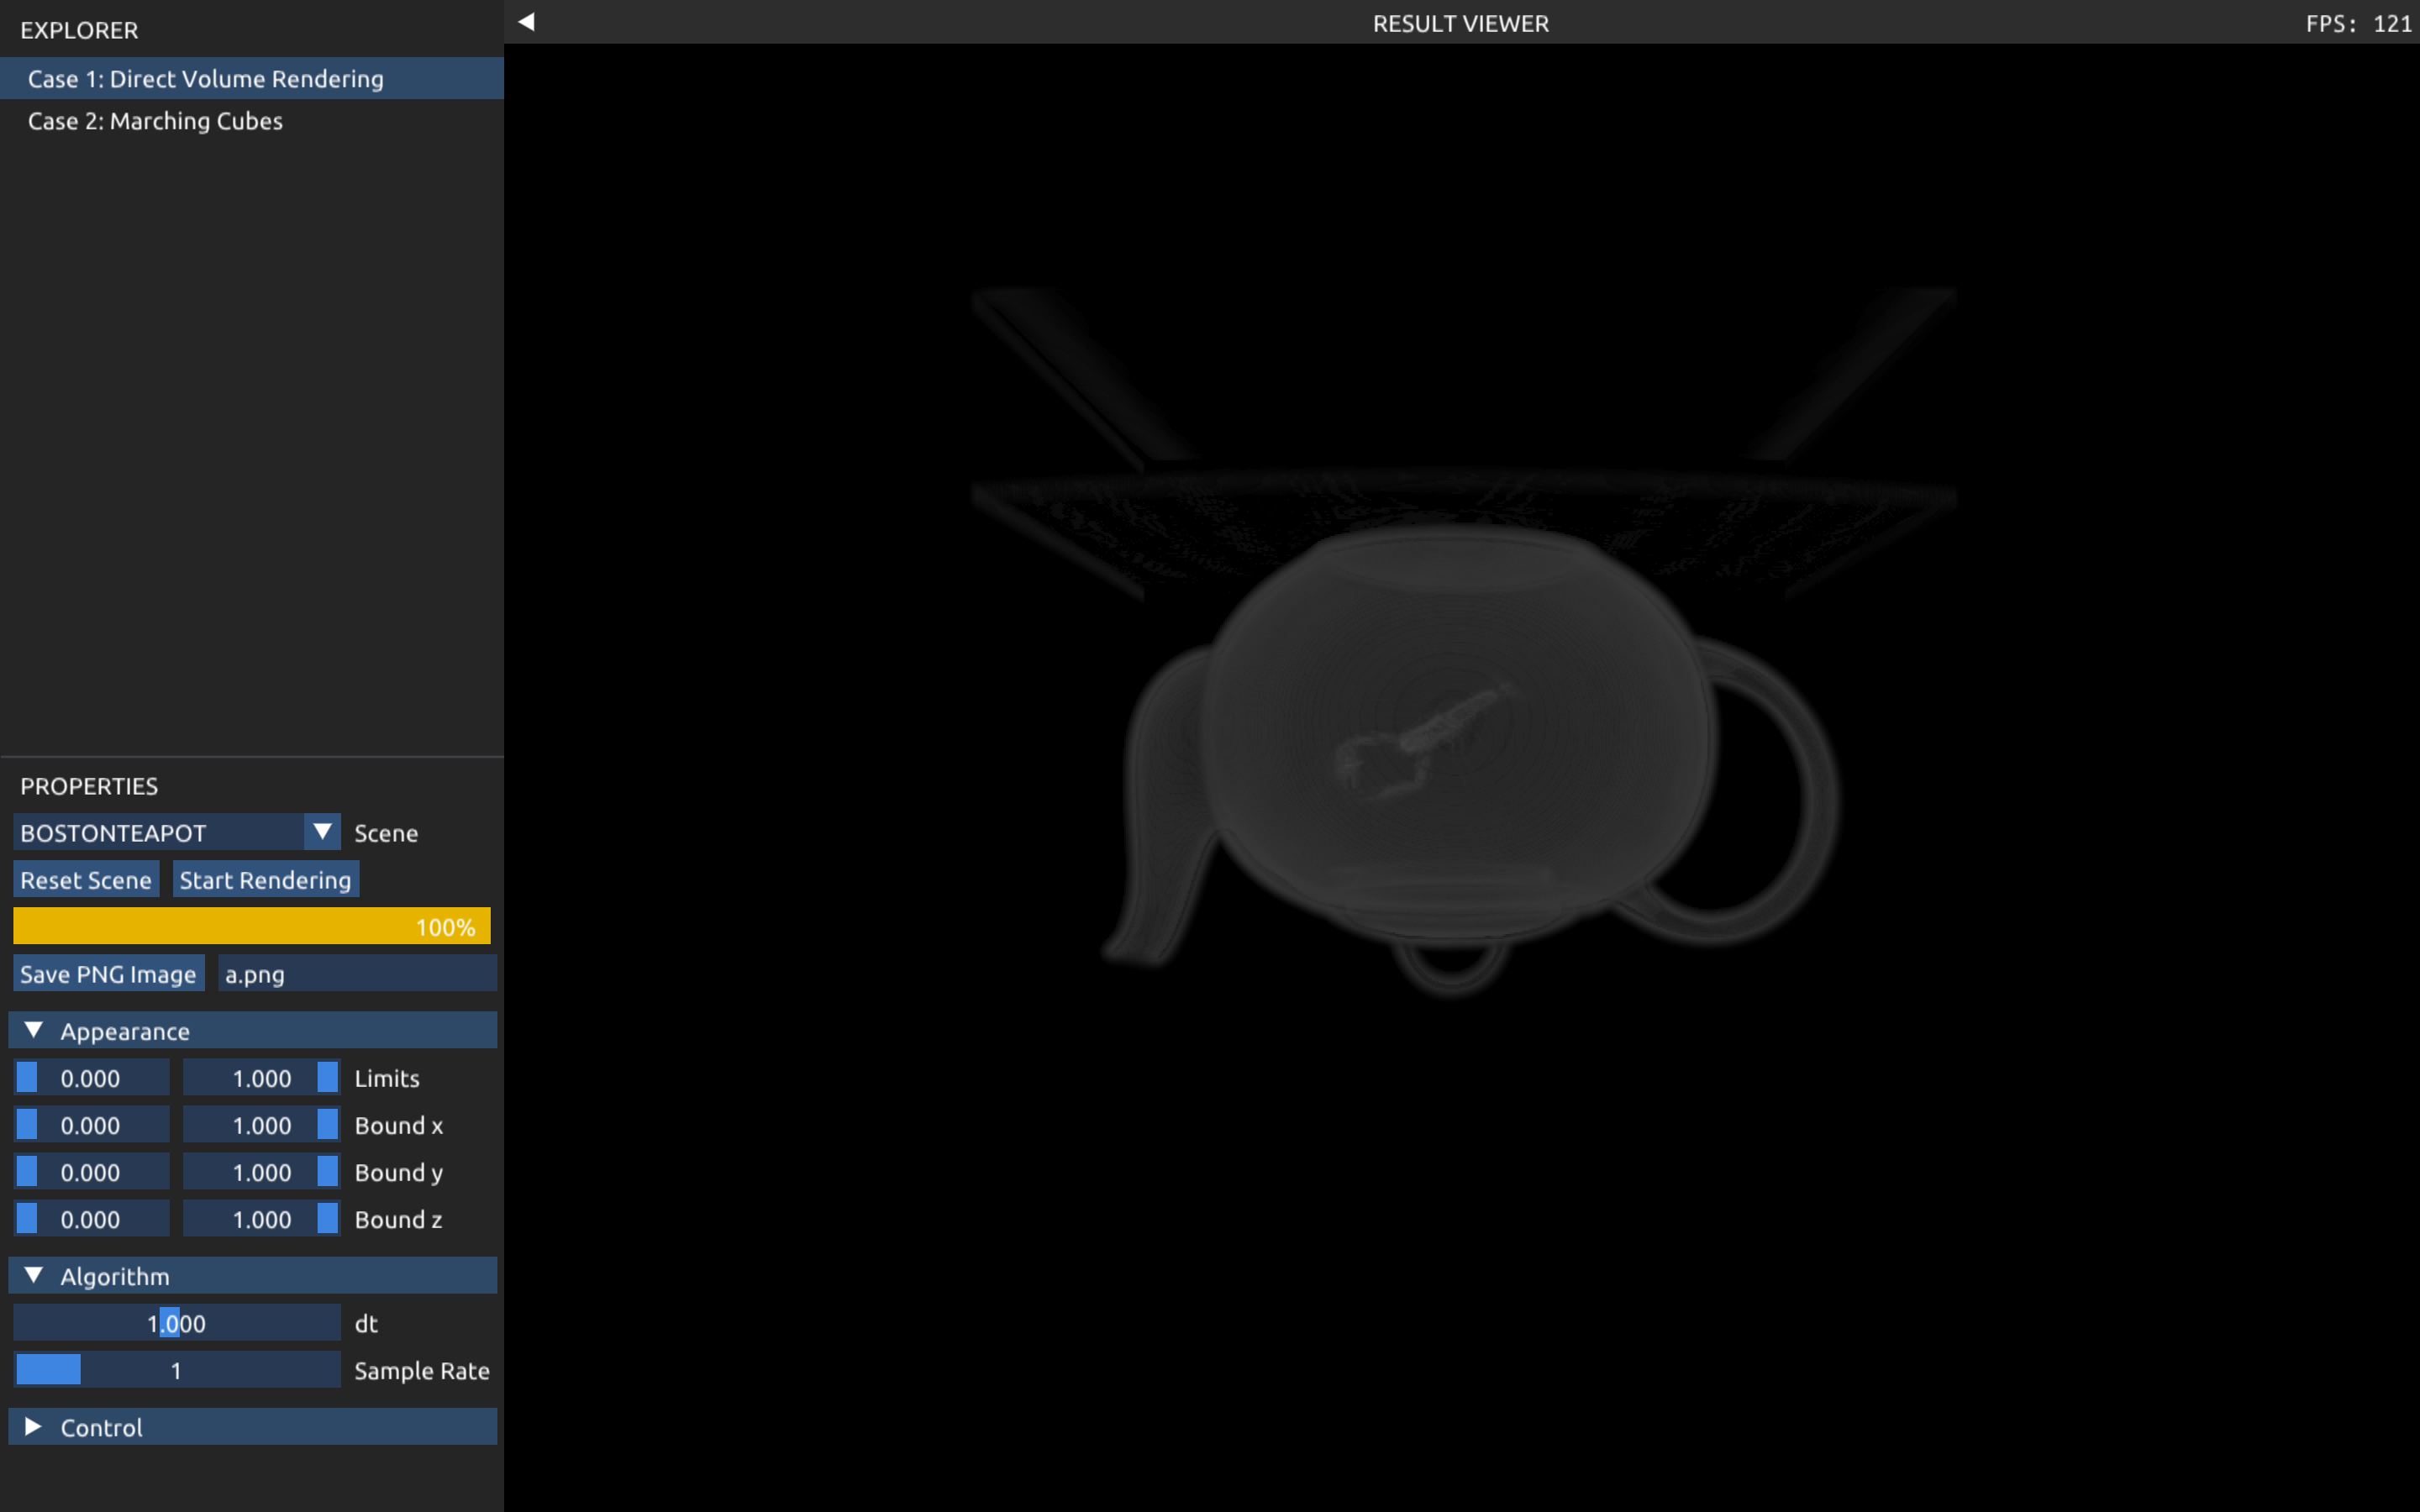 EXPLORER
Case 1: Direct Volume Rendering
Case 2: Marching Cubes
RESULT VIEWER
FPS: 121
PROPERTIES
BOSTONTEAPOT Scene
Reset Scene Start Rendering
100%
Save PNG Image a.png
Appearance
0.000 1.000 Limits
0.000 1.000 Bound x
0.000 1.000 Bound y
0.000 1.000 Bound z
Algorithm
1.000 dt
1 Sample Rate
Control